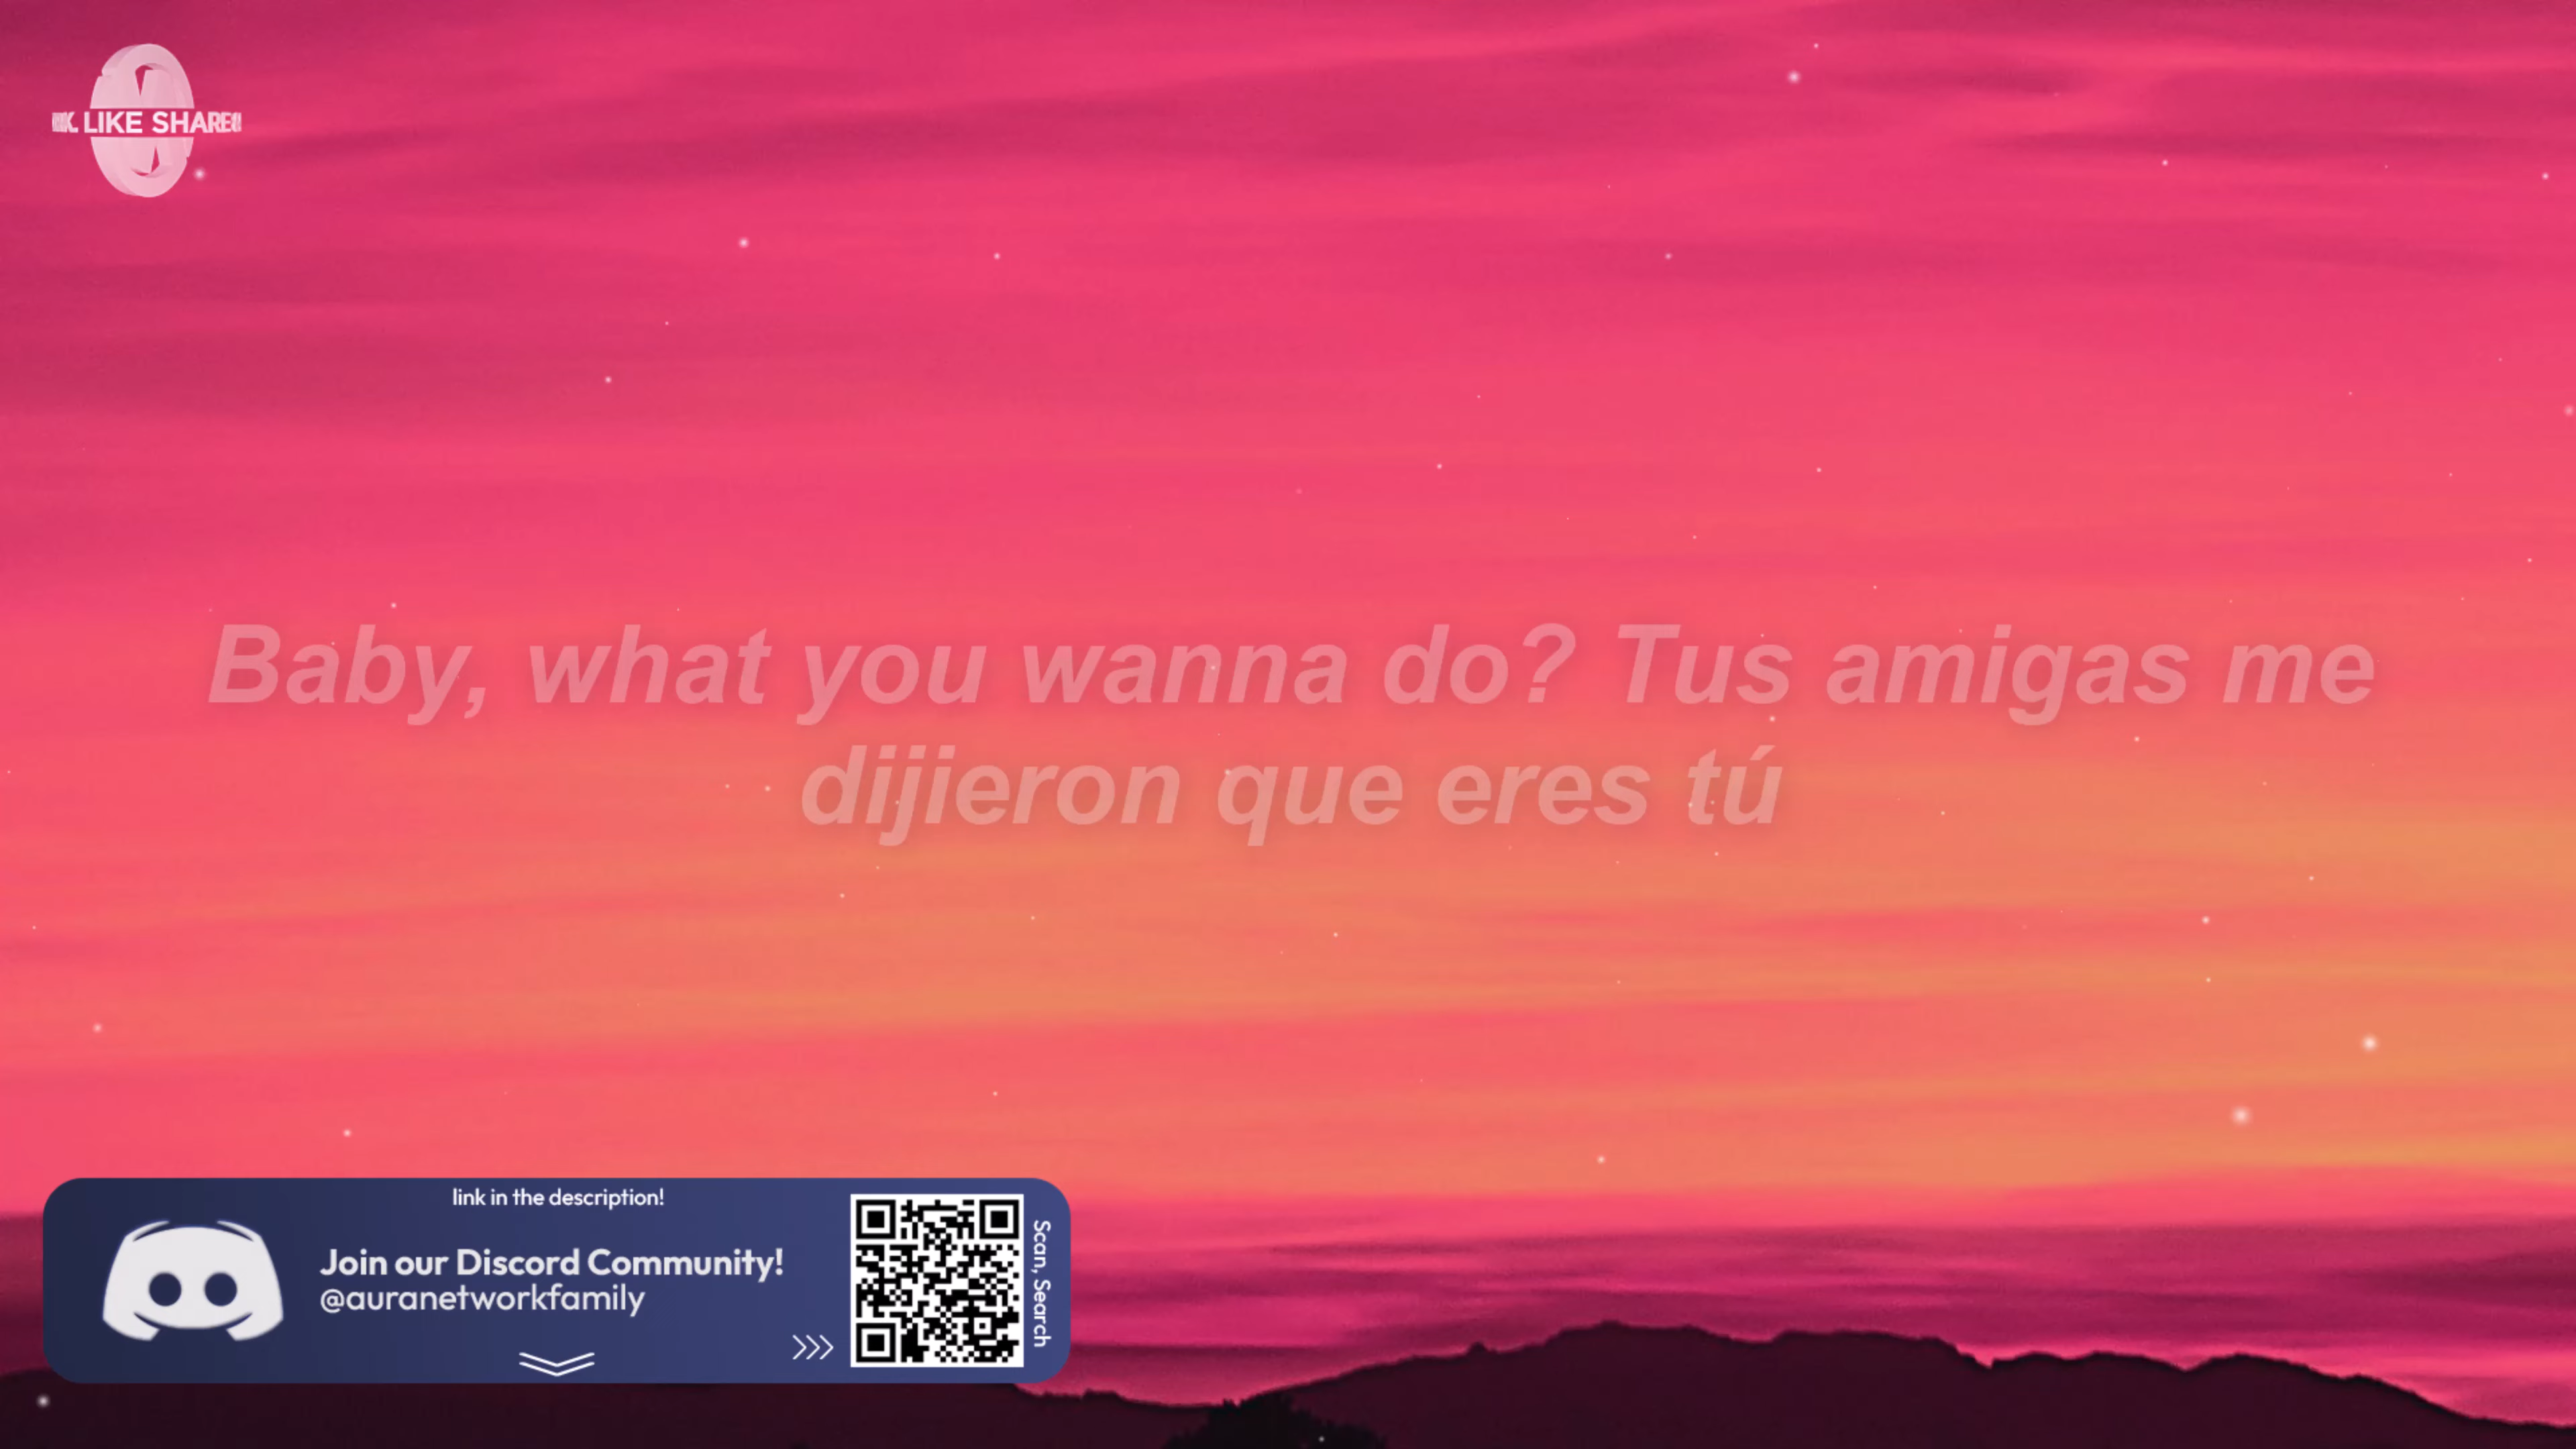 LIKE SHARE
Baby, what you wanna do? Tus amigas me
dijieron que eres tú
link in the description!
Join our Discord Community!
@auranetworkfamily
Scan, Search